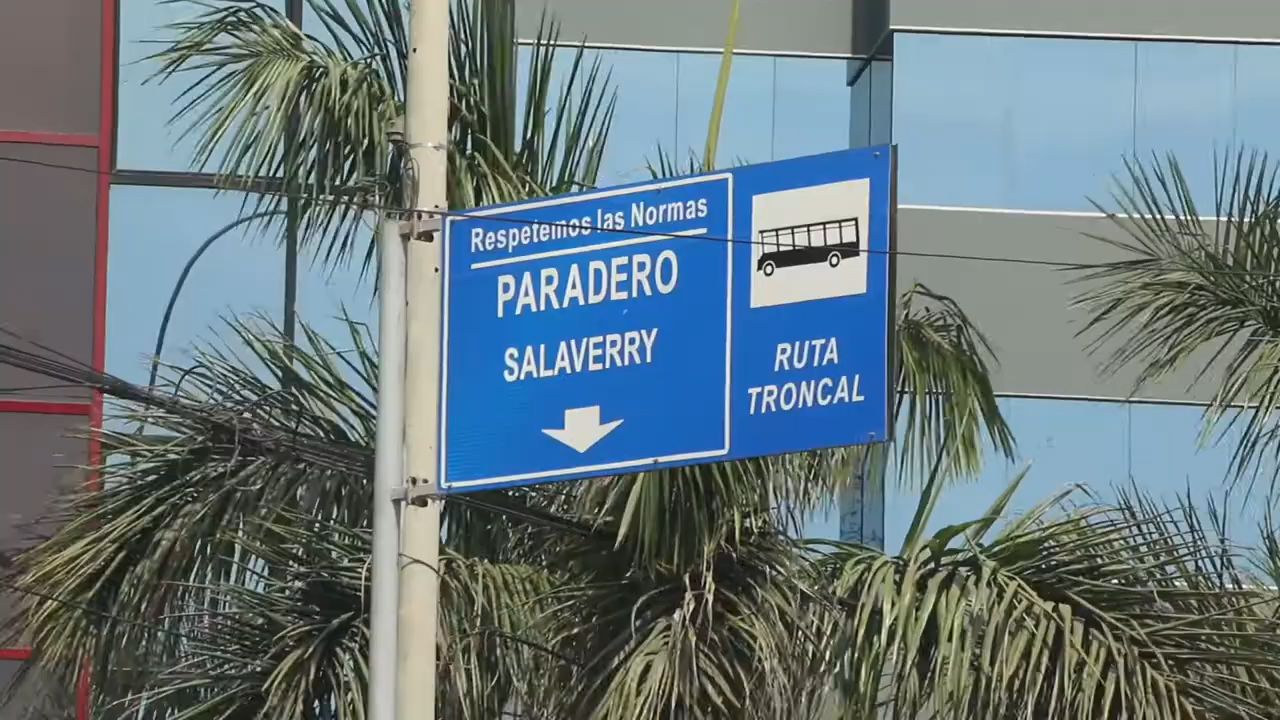 Respetemos las Normas
PARADERO
SALAVERRY
RUTA
TRONCAL